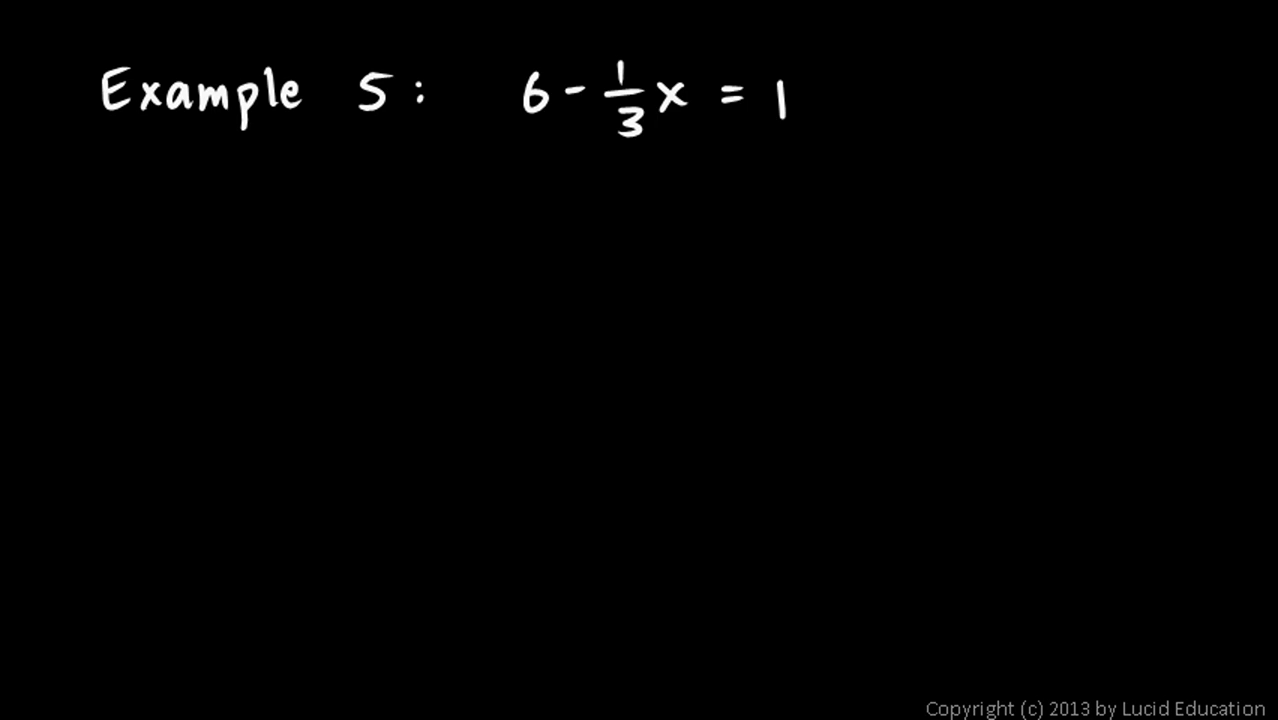 Example 5: 6 - 1/3 x = 1
Copyright (c) 2013 by Lucid Education